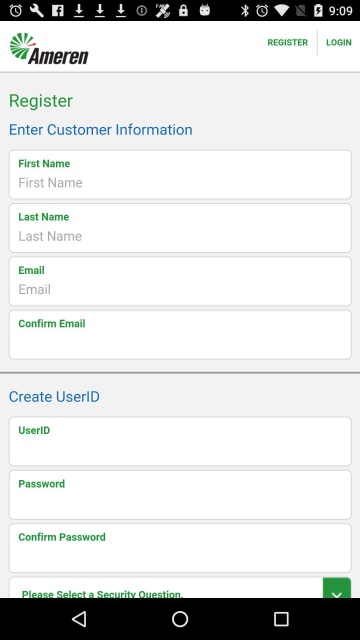 9:09
Ameren
REGISTER
LOGIN
Register
Enter Customer Information
First Name
First Name
Last Name
Last Name
Email
Email
Confirm Email
Create UserID
UserID
Password
Confirm Password
Please Select a Security Question.